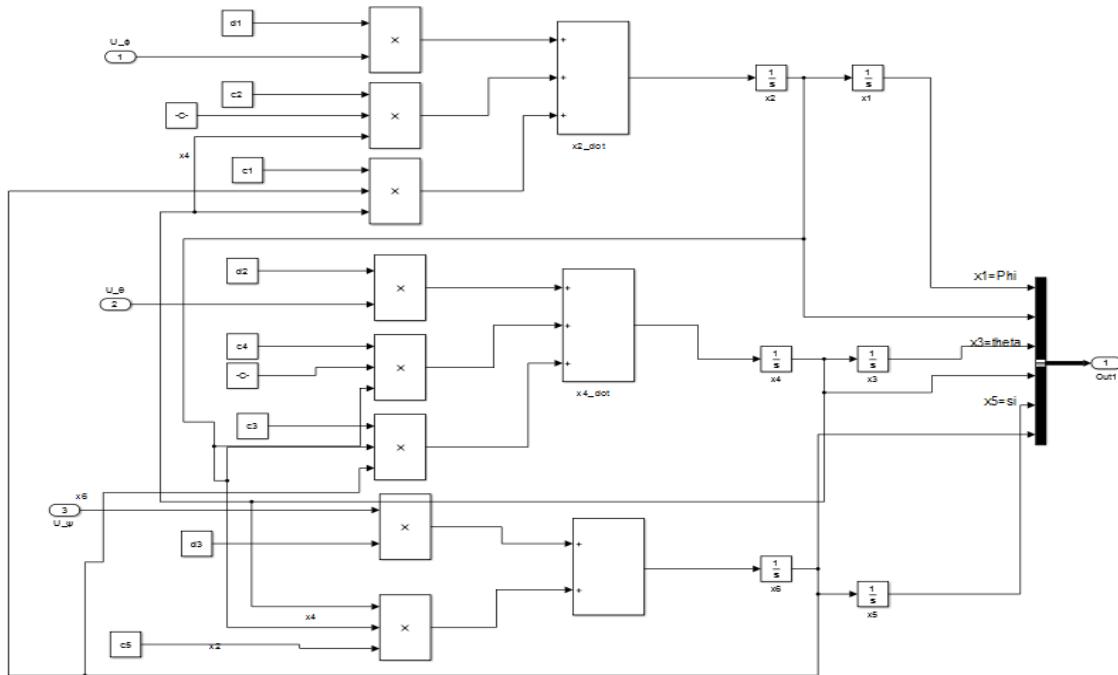 d1
U_ɸ
1
c2
-C-
x4
c1
x2_dot
1
s
x2
1
s
x1
d2
U_θ
2
c4
-C-
c3
x4_dot
1
s
x4
1
s
x3
x1=Phi
x3=theta
x5=si
1
Out1
x6
3
U_ψ
d3
x4
c5
x2
1
s
x6
1
s
x5